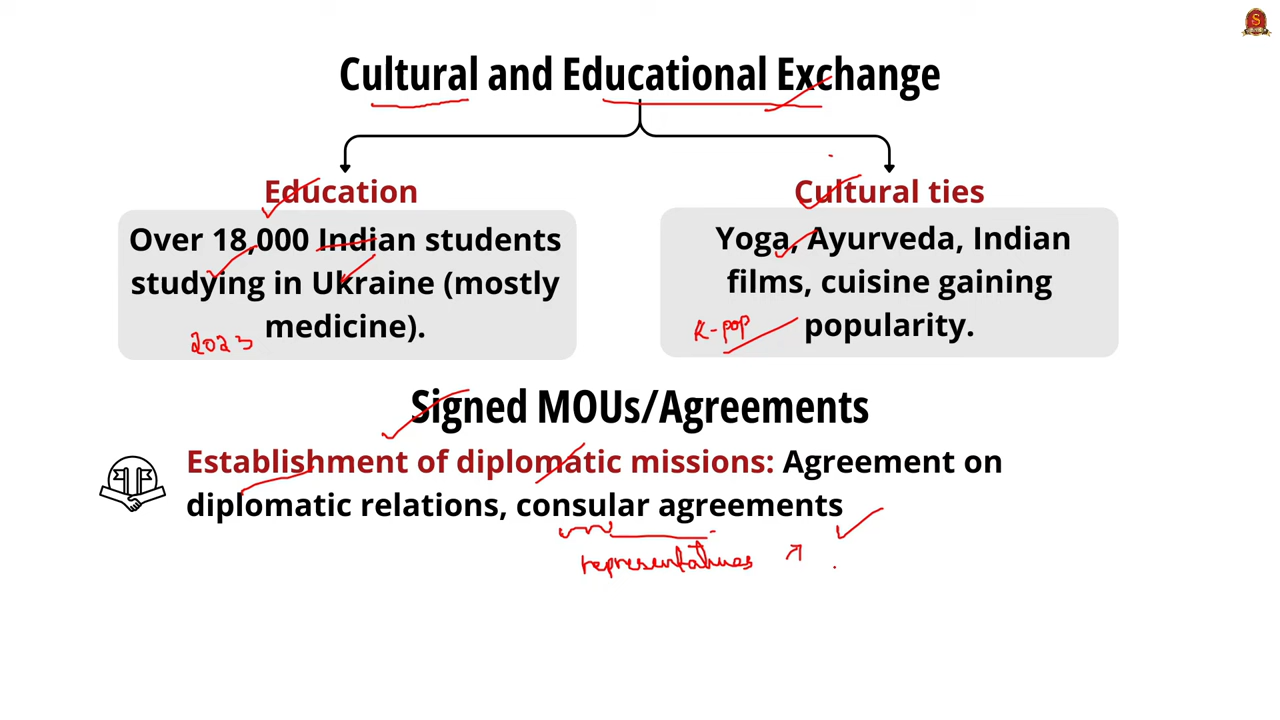 Cultural and Educational Exchange
Education
Over 18,000 Indian students
studying in Ukraine (mostly
medicine).
2023
Cultural ties
Yoga, Ayurveda, Indian
films, cuisine gaining
popularity.
K-pop
Signed MOUs/Agreements
Establishment of diplomatic missions: Agreement on
diplomatic relations, consular agreements
representatives